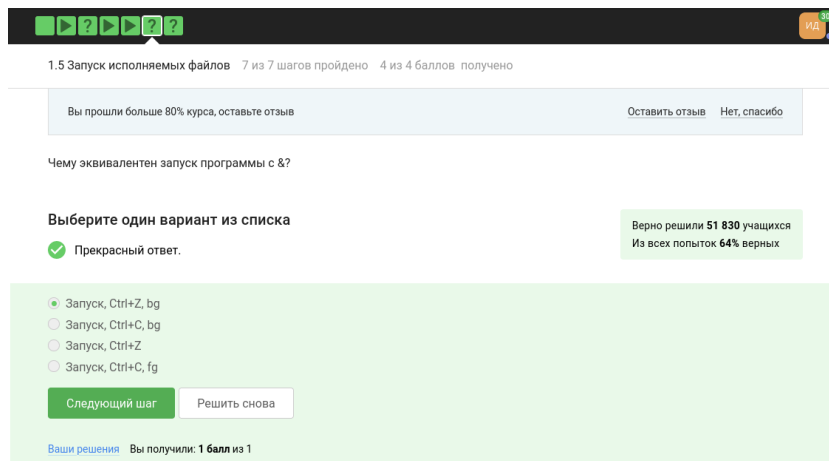 ИД
30
1.5 Запуск исполняемых файлов 7 из 7 шагов пройдено 4 из 4 баллов получено
Вы прошли больше 80% курса, оставьте отзыв Оставить отзыв Нет, спасибо
Чему эквивалентен запуск программы с &?
Выберите один вариант из списка
Прекрасный ответ.
Верно решили 51 830 учащихся
Из всех попыток 64% верных
Запуск, Ctrl+Z, bg
Запуск, Ctrl+C, bg
Запуск, Ctrl+Z
Запуск, Ctrl+C, fg
Следующий шаг Решить снова
Ваши решения Вы получили: 1 балл из 1